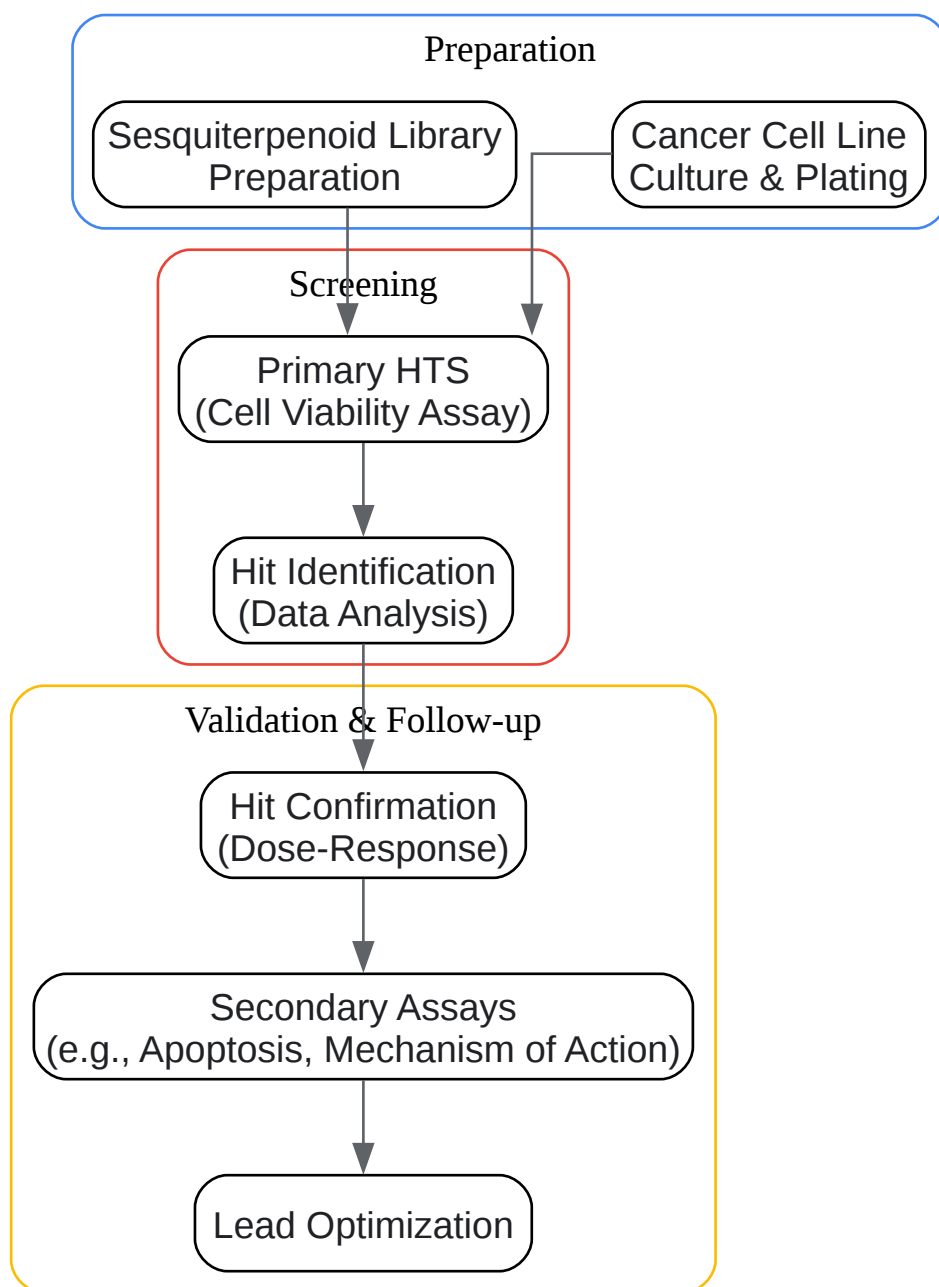 Preparation
Sesquiterpenoid Library
Preparation
Cancer Cell Line
Culture & Plating
Screening
Primary HTS
(Cell Viability Assay)
Hit Identification
(Data Analysis)
Validation & Follow-up
Hit Confirmation
(Dose-Response)
Secondary Assays
(e.g., Apoptosis, Mechanism of Action)
Lead Optimization